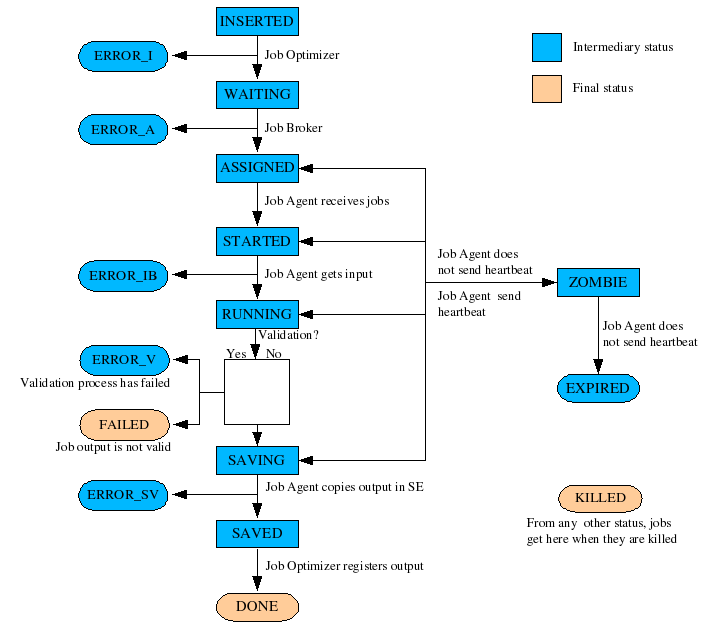 INSERTED
Intermediary status
ERROR_I
Job Optimizer
Final status
WAITING
ERROR_A
Job Broker
ASSIGNED
Job Agent receives jobs
STARTED
Job Agent does
not send heartbeat
ERROR_IB
Job Agent gets input
ZOMBIE
Job Agent send
heartbeat
RUNNING
Job Agent does
not send heartbeat
Validation?
Yes No
ERROR_V
Validation process has failed
EXPIRED
FAILED
Job output is not valid
SAVING
Job Agent copies output in SE
ERROR_SV
KILLED
From any other status, jobs
get here when they are killed
SAVED
Job Optimizer registers output
DONE